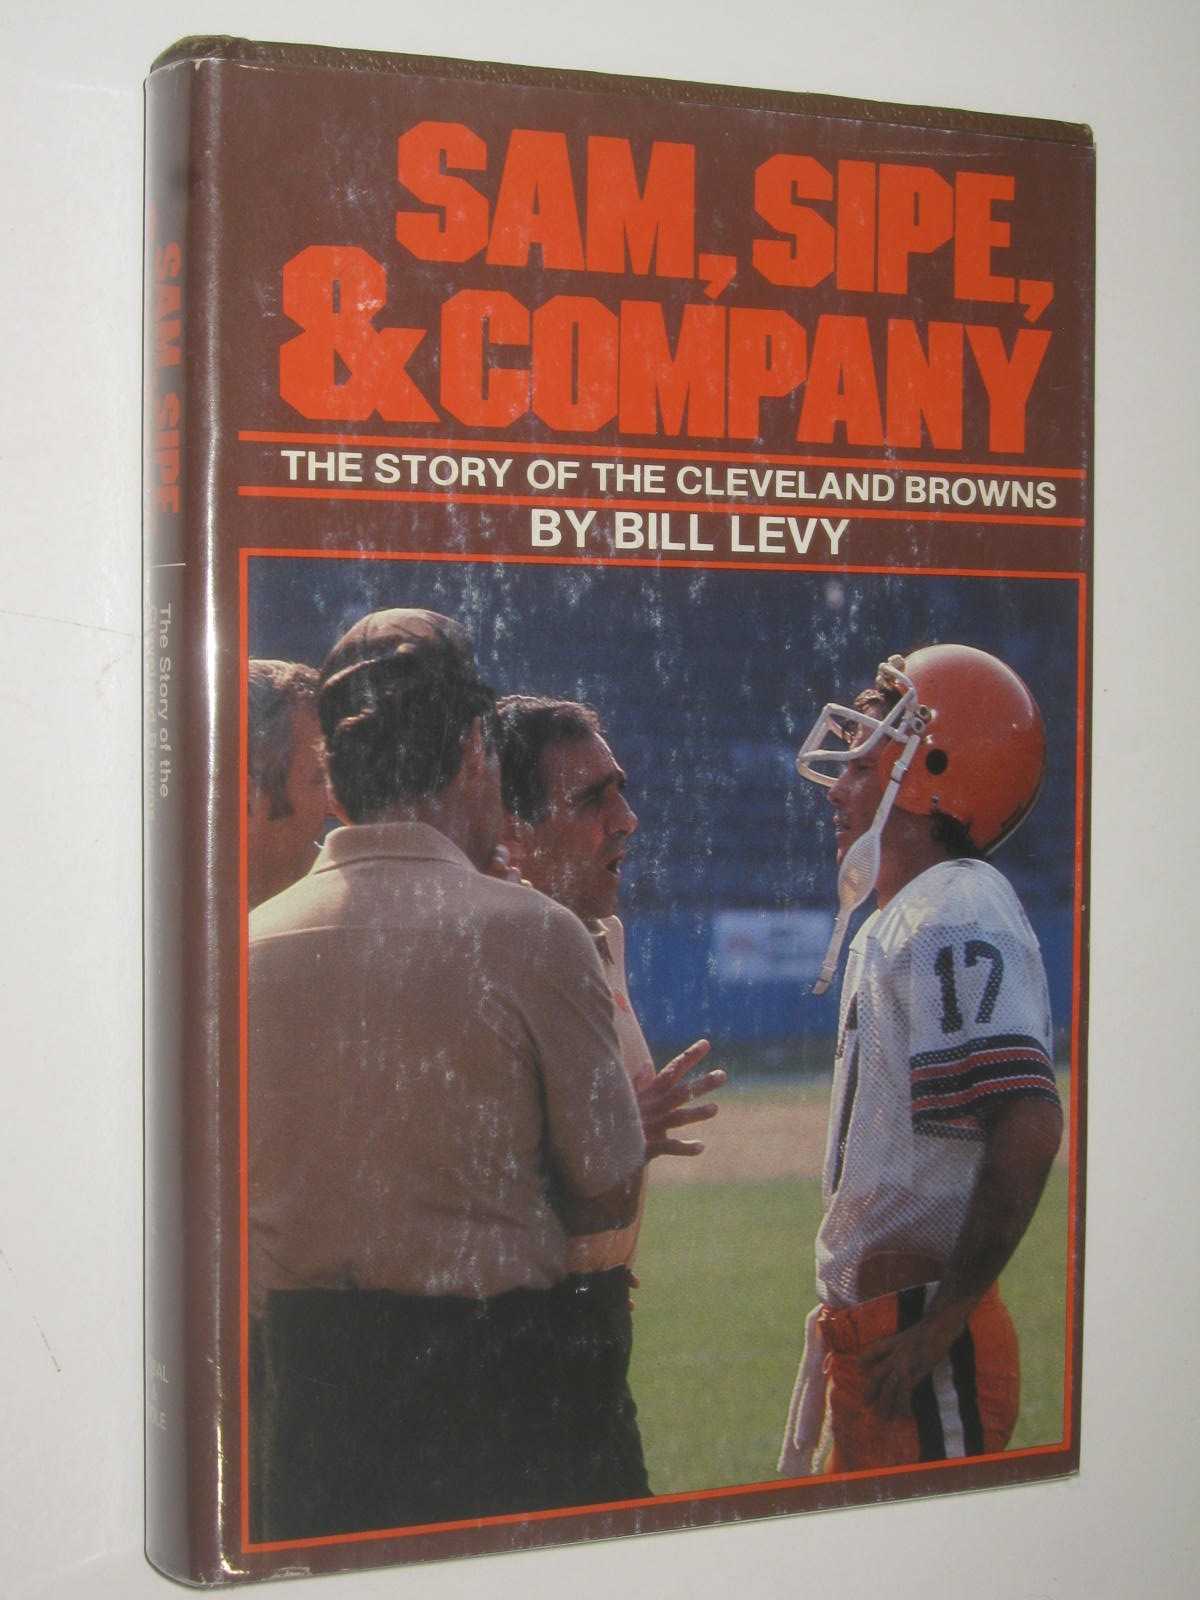 SAM, SIPE,
& COMPANY
THE STORY OF THE CLEVELAND BROWNS
BY BILL LEVY
17
SAM, SIPE
The Story of the